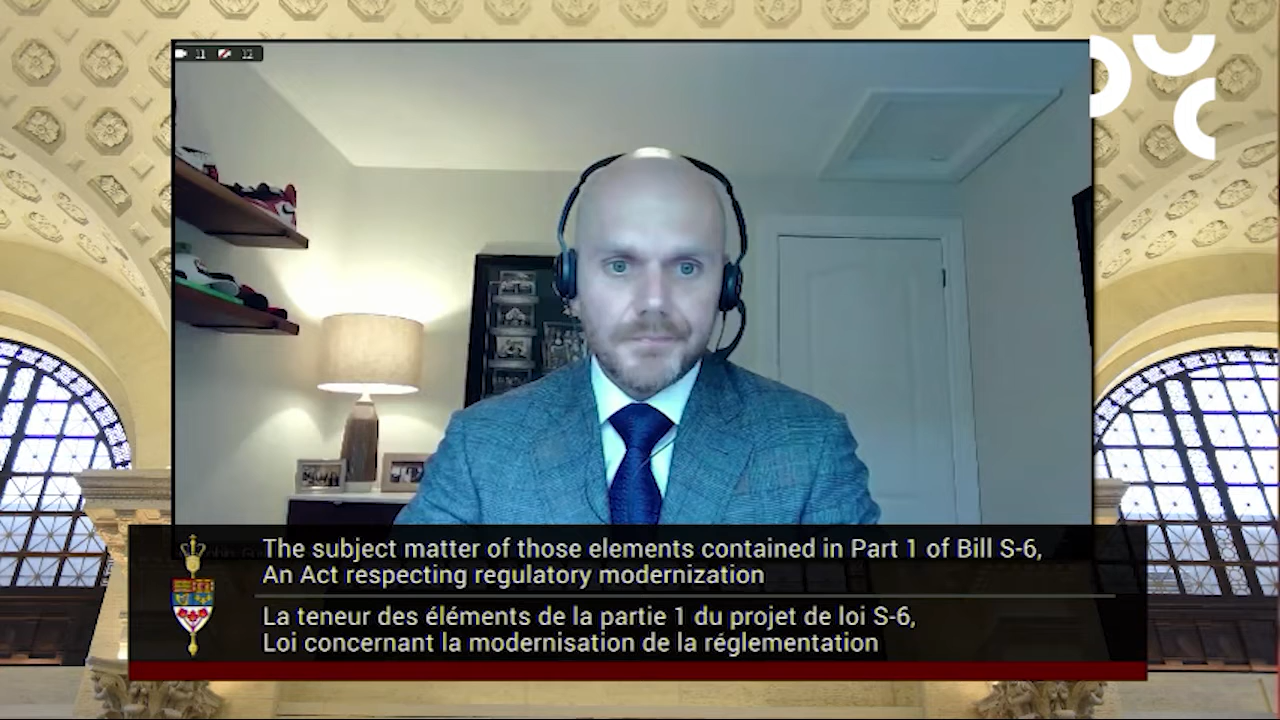 11 12
The subject matter of those elements contained in Part 1 of Bill S-6,
An Act respecting regulatory modernization
La teneur des éléments de la partie 1 du projet de loi S-6,
Loi concernant la modernisation de la réglementation